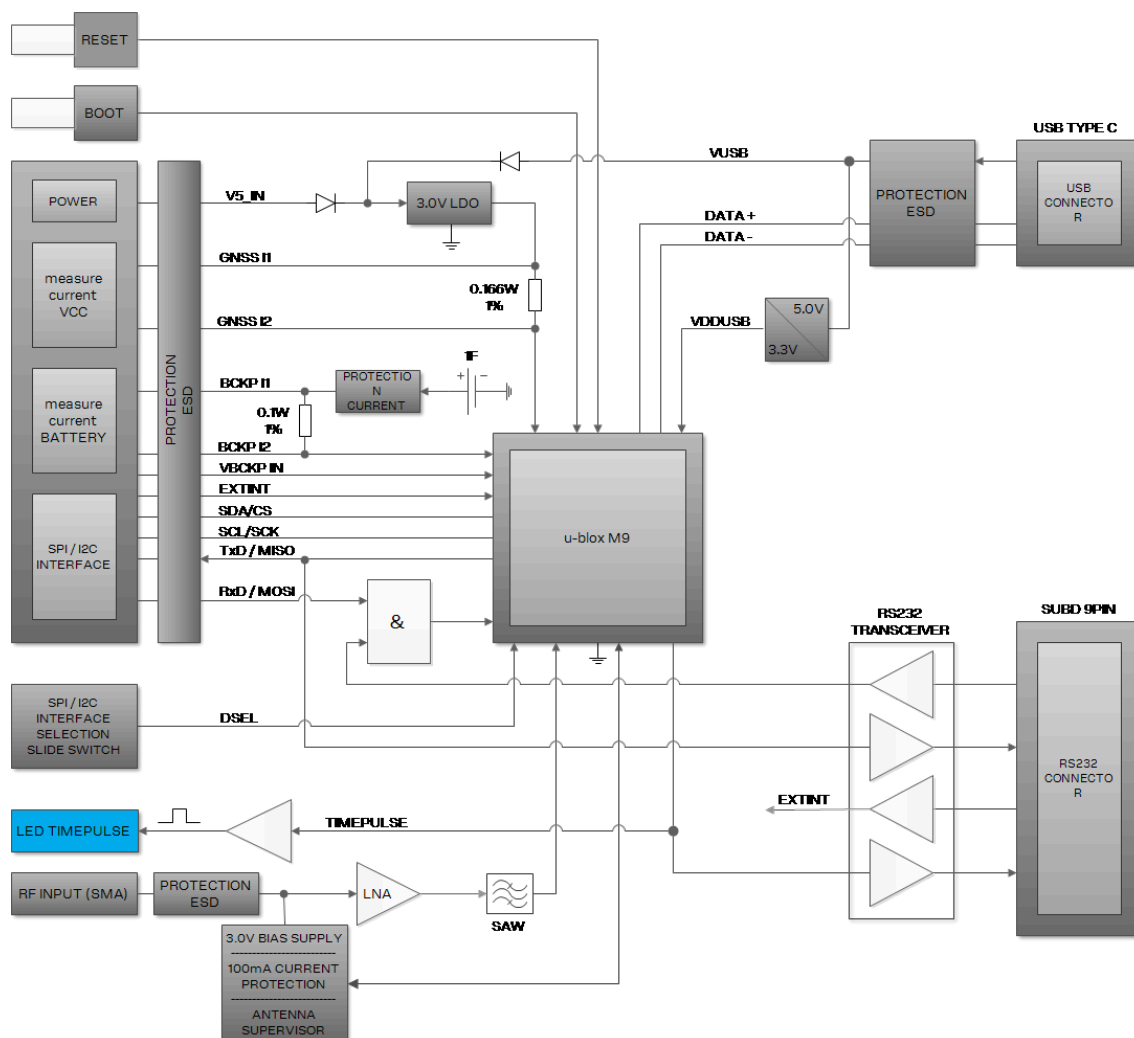 RESET
BOOT
USB TYPE C
VUSB
POWER
V5_IN
3.0V LDO
PROTECTION
ESD
USB
CONNECTO
R
DATA +
DATA -
GNSS I1
measure
current
VCC
0.166W
1%
5.0V
3.3V
VDDUSB
GNSS I2
1F
+
-
PROTECTION
ESD
BCKP I1
PROTECTIO
N
CURRENT
measure
current
BATTERY
0.1W
1%
BCKP I2
VBCKP IN
EXTINT
SDA/CS
SCL/SCK
TxD / MISO
SPI / I2C
INTERFACE
u-blox M9
RxD / MOSI
&
RS232
TRANSCEIVER
SUBD 9PIN
SPI / I2C
INTERFACE
SELECTION
SLIDE SWITCH
DSEL
RS232
CONNECTO
R
EXTINT
LED TIMEPULSE
TIMEPULSE
RF INPUT (SMA)
PROTECTION
ESD
LNA
SAW
3.0V BIAS SUPPLY
--------------------------
100mA CURRENT
PROTECTION
--------------------------
ANTENNA
SUPERVISOR